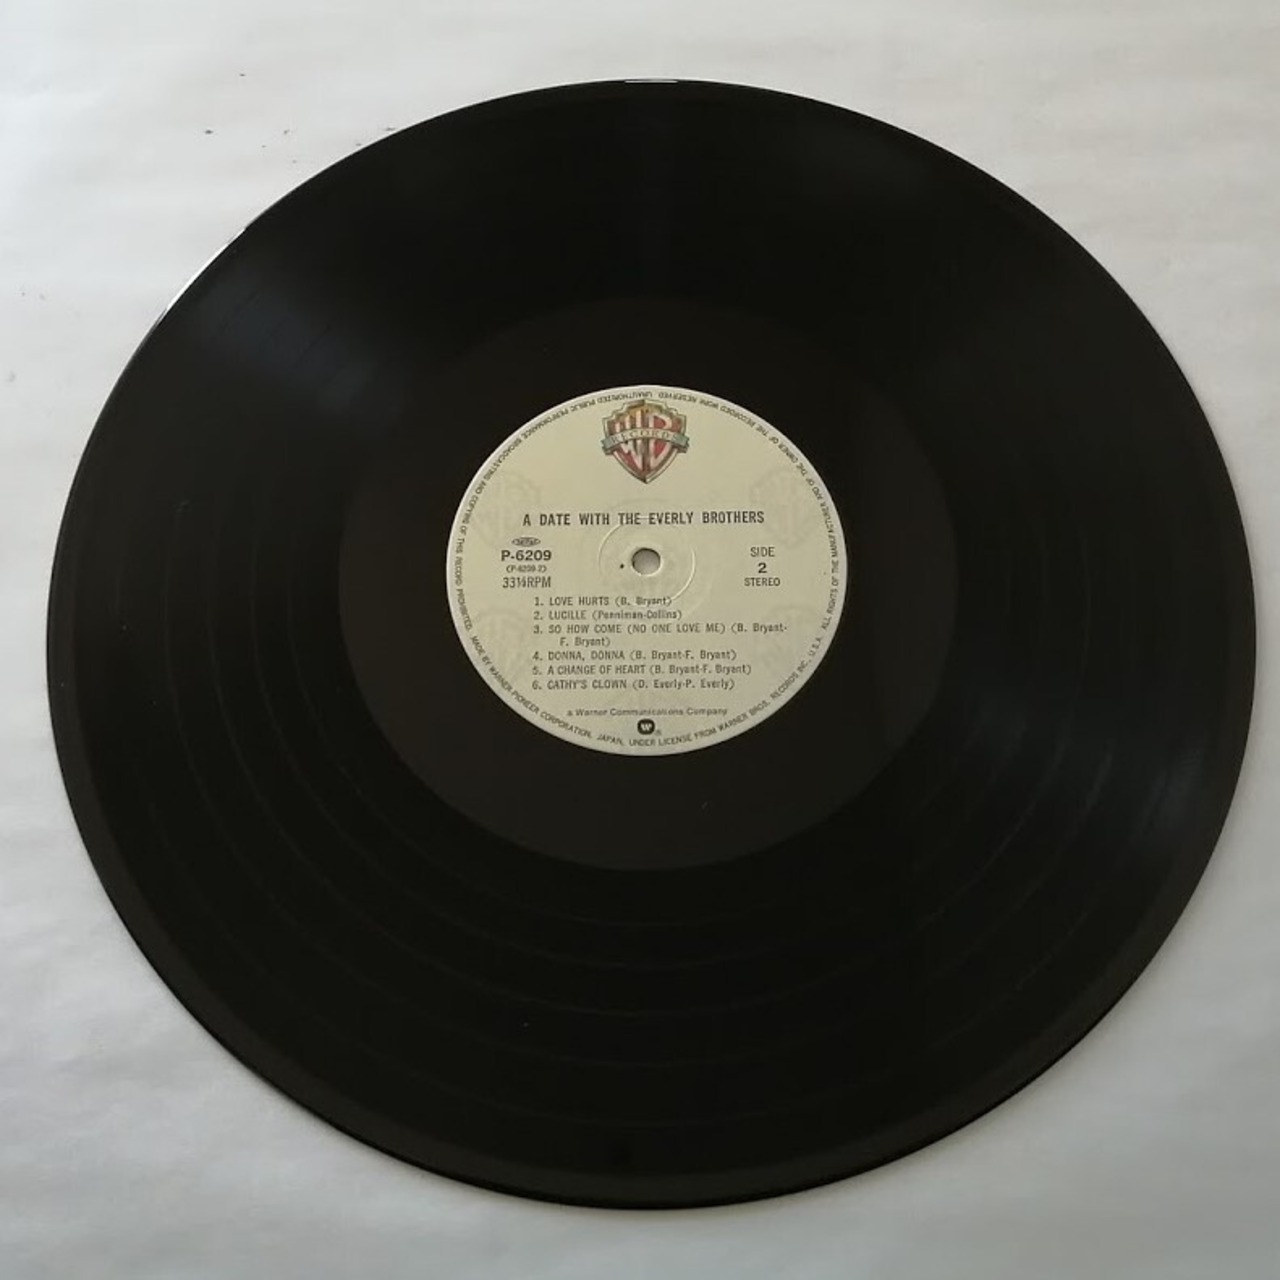 WB
RECORDS
A DATE WITH THE EVERLY BROTHERS
P-6209
(P-6209-2)
33⅓RPM
SIDE
2
STEREO
1. LOVE HURTS (B. Bryant)
2. LUCILLE (Penniman-Collins)
3. SO HOW COME (NO ONE LOVE ME) (B. Bryant-
F. Bryant)
4. DONNA, DONNA (B. Bryant-F. Bryant)
5. A CHANGE OF HEART (B. Bryant-F. Bryant)
6. CATHY'S CLOWN (D. Everly-P. Everly)
a Warner Communications Company
MADE BY WARNER-PIONEER CORPORATION, JAPAN, UNDER LICENSE FROM WARNER BROS. RECORDS INC., U.S.A. ALL RIGHTS OF THE MANUFACTURER AND OF THE OWNER OF THE RECORDED WORK RESERVED. UNAUTHORIZED PUBLIC PERFORMANCE, BROADCASTING AND COPYING OF THIS RECORD PROHIBITED.